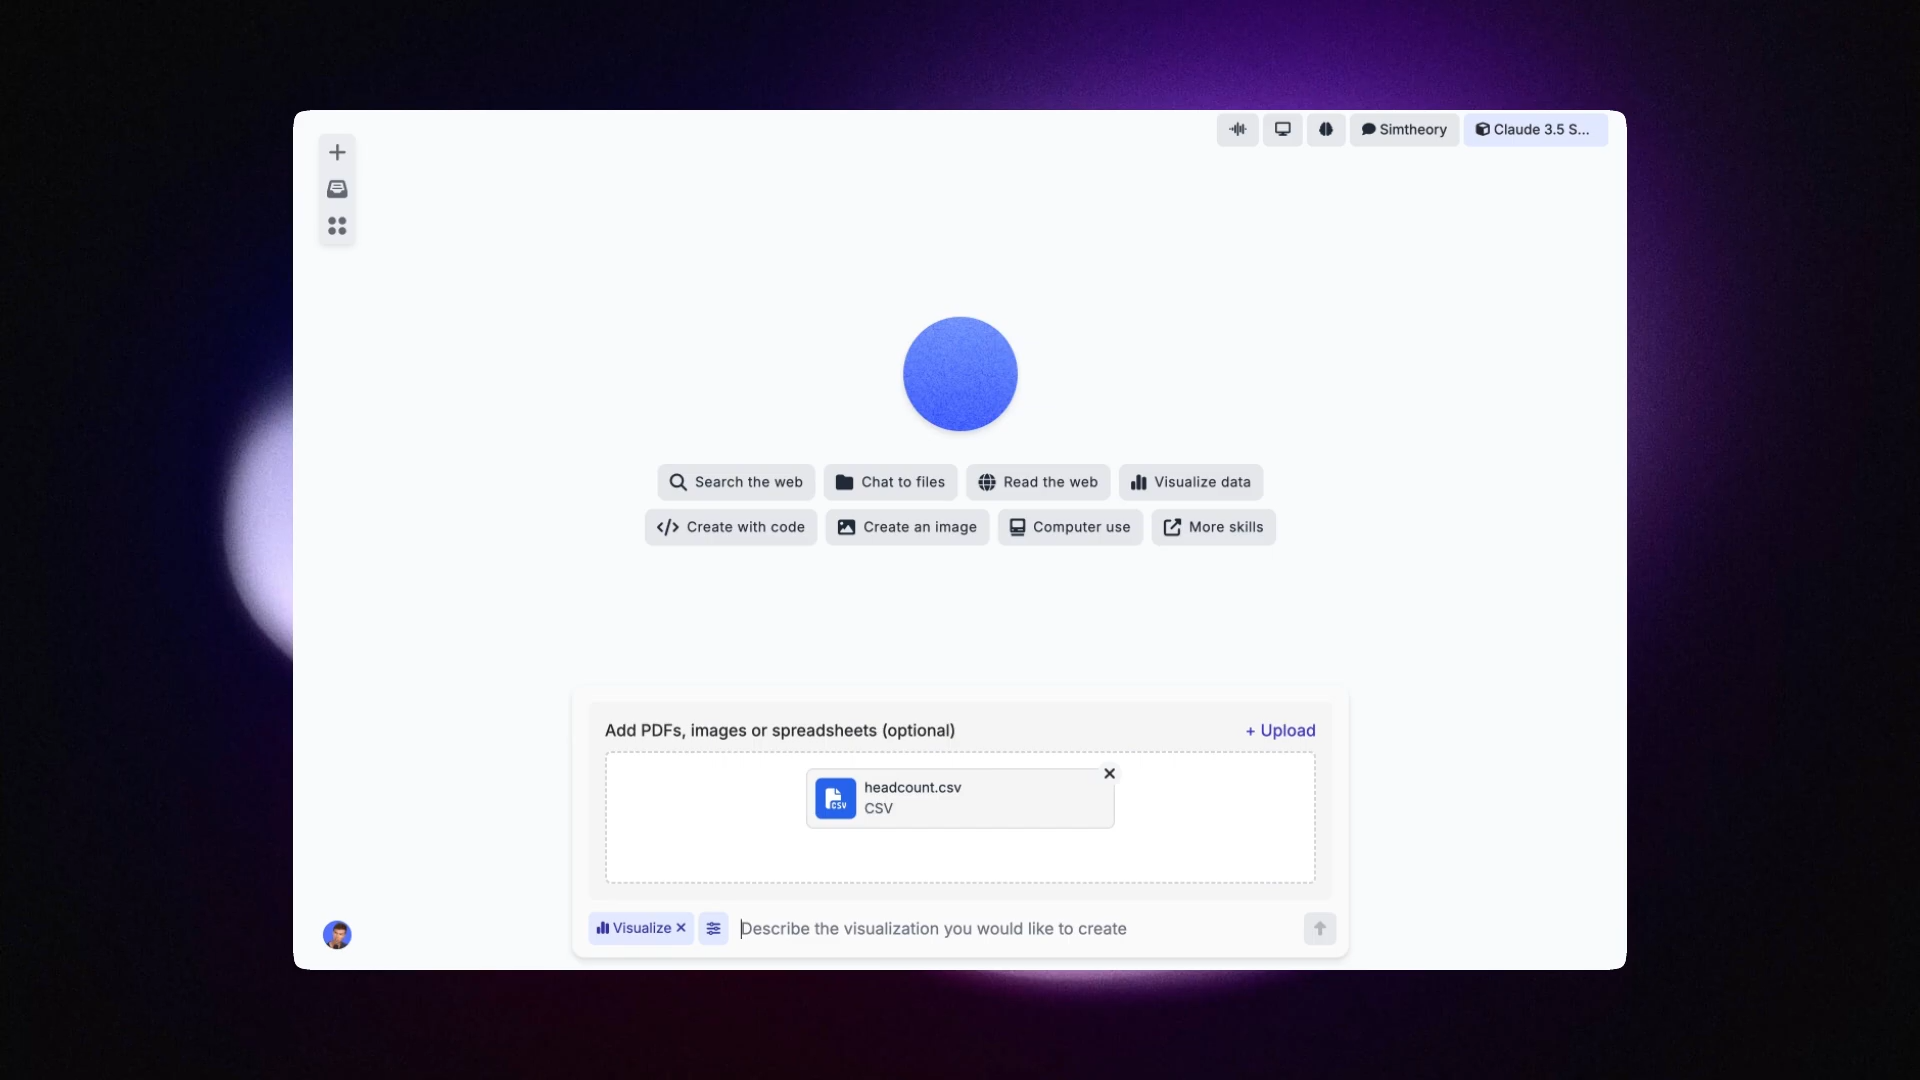 Simtheory
Claude 3.5 S...
Search the web
Chat to files
Read the web
Visualize data
Create with code
Create an image
Computer use
More skills
Add PDFs, images or spreadsheets (optional)
+ Upload
headcount.csv
CSV
CSV
Visualize
Describe the visualization you would like to create